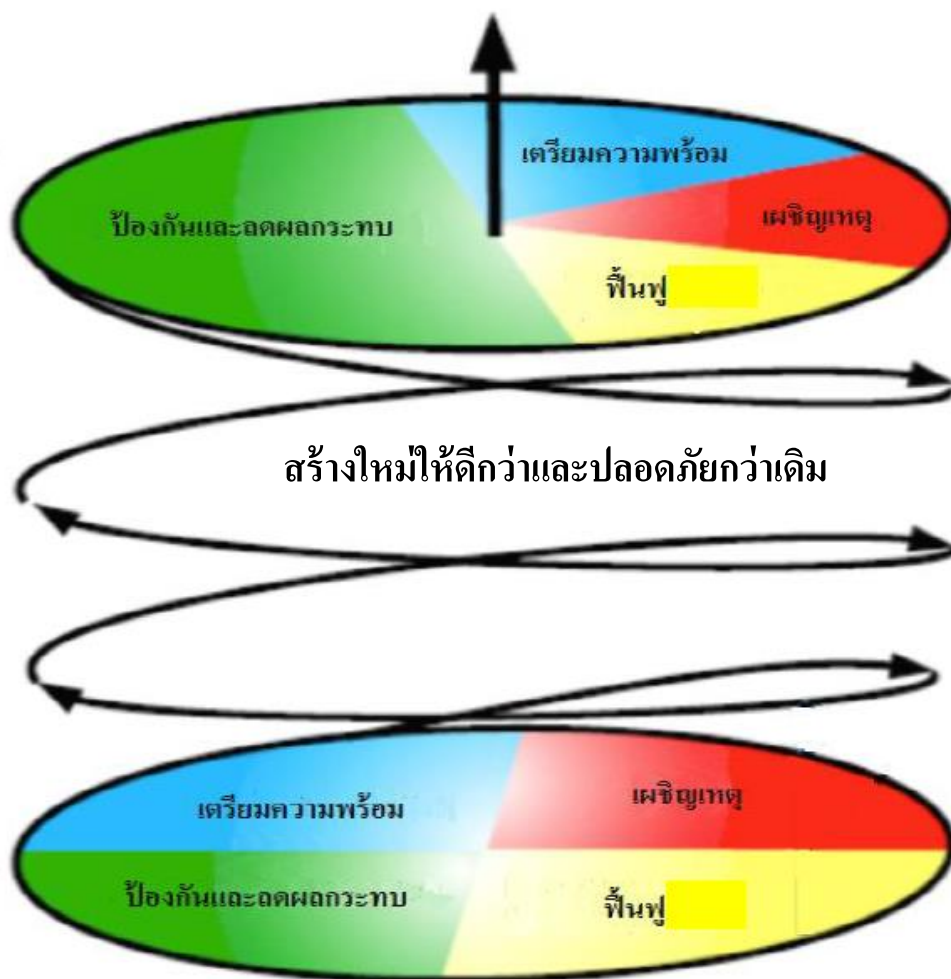 เตรียมความพร้อม
ป้องกันและลดผลกระทบ
เผชิญเหตุ
ฟื้นฟู
สร้างใหม่ให้ดีกว่าและปลอดภัยกว่าเดิม
เตรียมความพร้อม
เผชิญเหตุ
ป้องกันและลดผลกระทบ
ฟื้นฟู